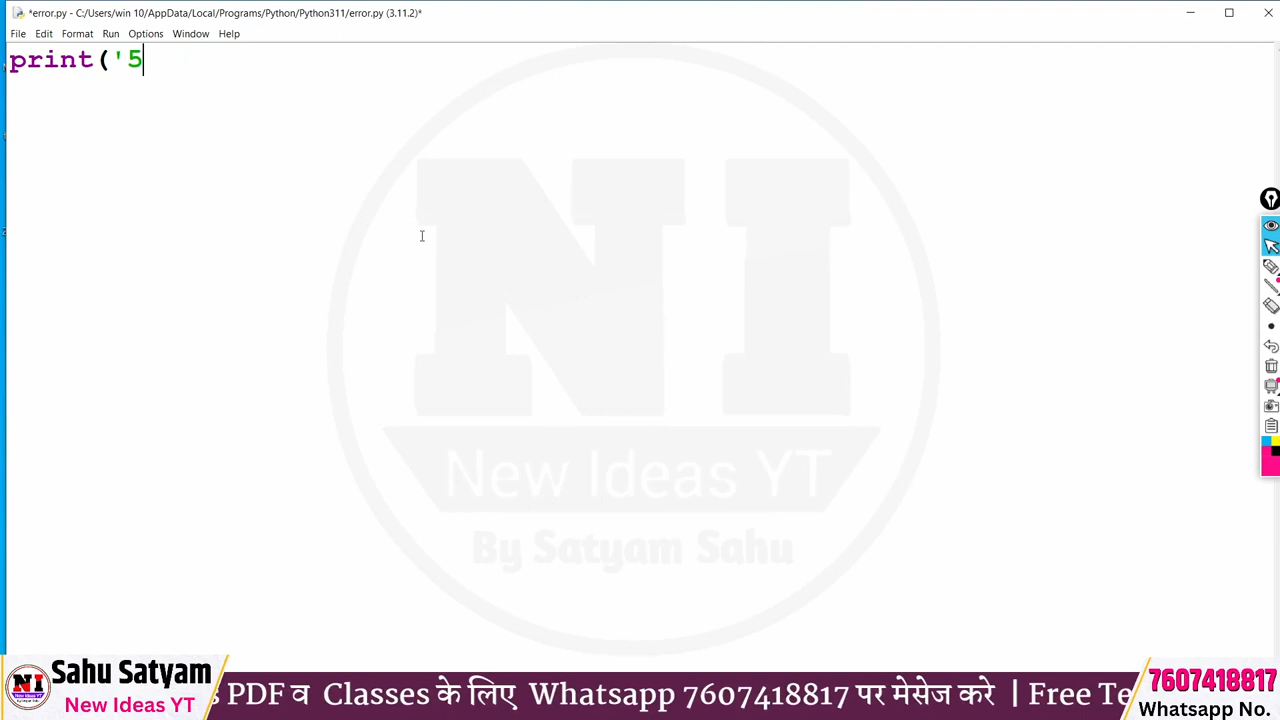 *error.py - C:/Users/win 10/AppData/Local/Programs/Python/Python311/error.py (3.11.2)*
File Edit Format Run Options Window Help
print('5
NI
New Ideas YT
By Satyam Sahu
NI
Sahu Satyam
New Ideas YT
s PDF व Classes के लिए Whatsapp 7607418817 पर मेसेज करे | Free Te
7607418817
Whatsapp No.